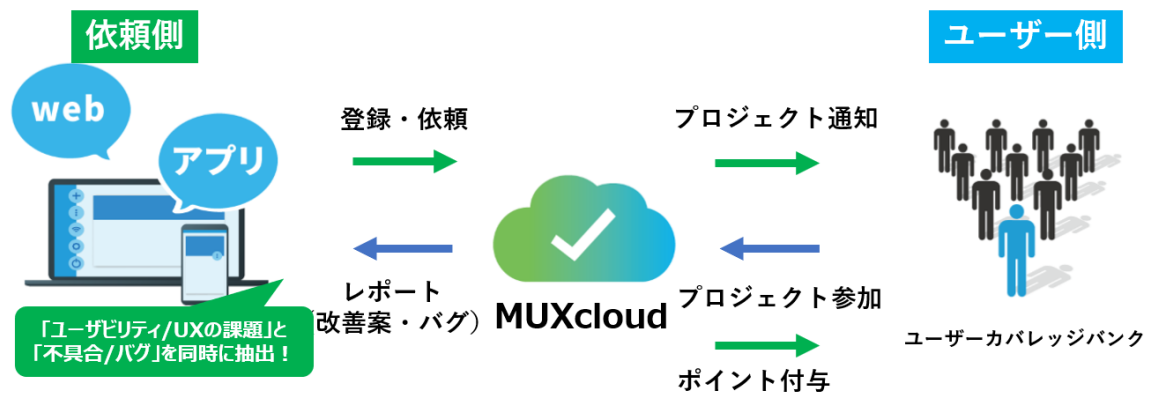 依頼側
ユーザー側
web
アプリ
登録・依頼
プロジェクト通知
レポート
（改善案・バグ）
MUXcloud
プロジェクト参加
「ユーザビリティ/UXの課題」と
「不具合/バグ」を同時に抽出！
ユーザーカバレッジバンク
ポイント付与